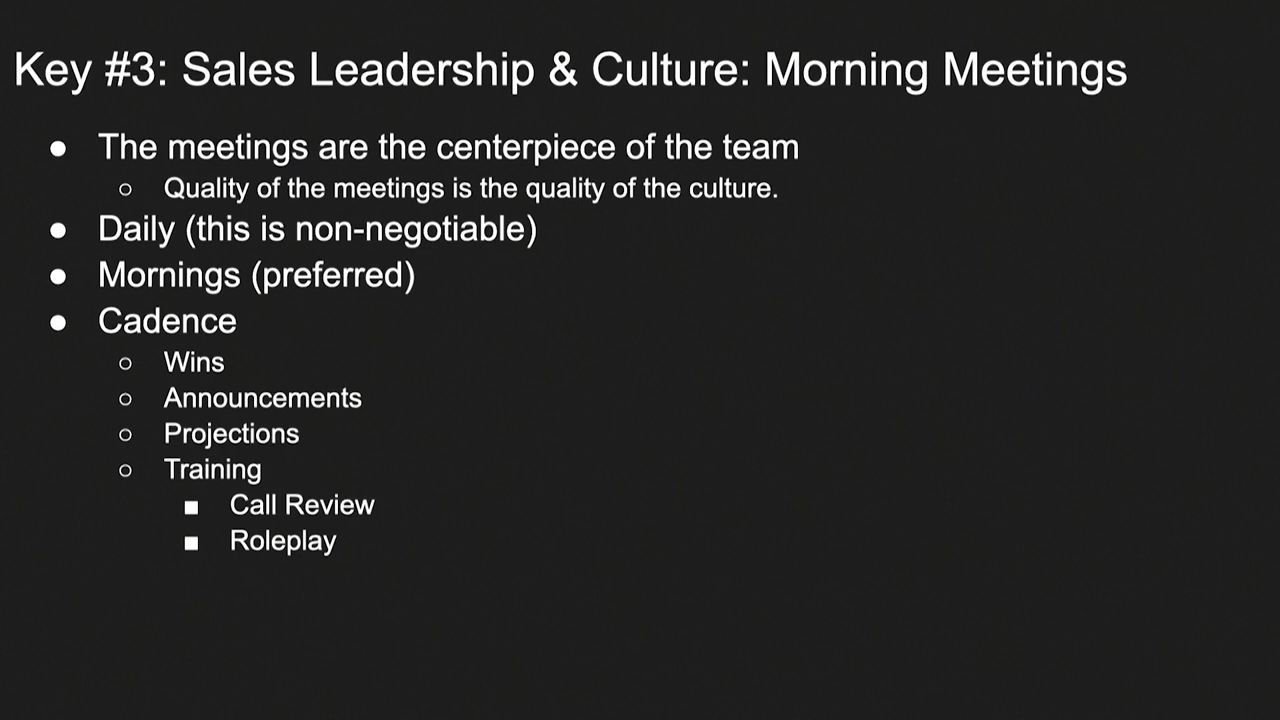 Key #3: Sales Leadership & Culture: Morning Meetings
● The meetings are the centerpiece of the team
○ Quality of the meetings is the quality of the culture.
● Daily (this is non-negotiable)
● Mornings (preferred)
● Cadence
○ Wins
○ Announcements
○ Projections
○ Training
■ Call Review
■ Roleplay